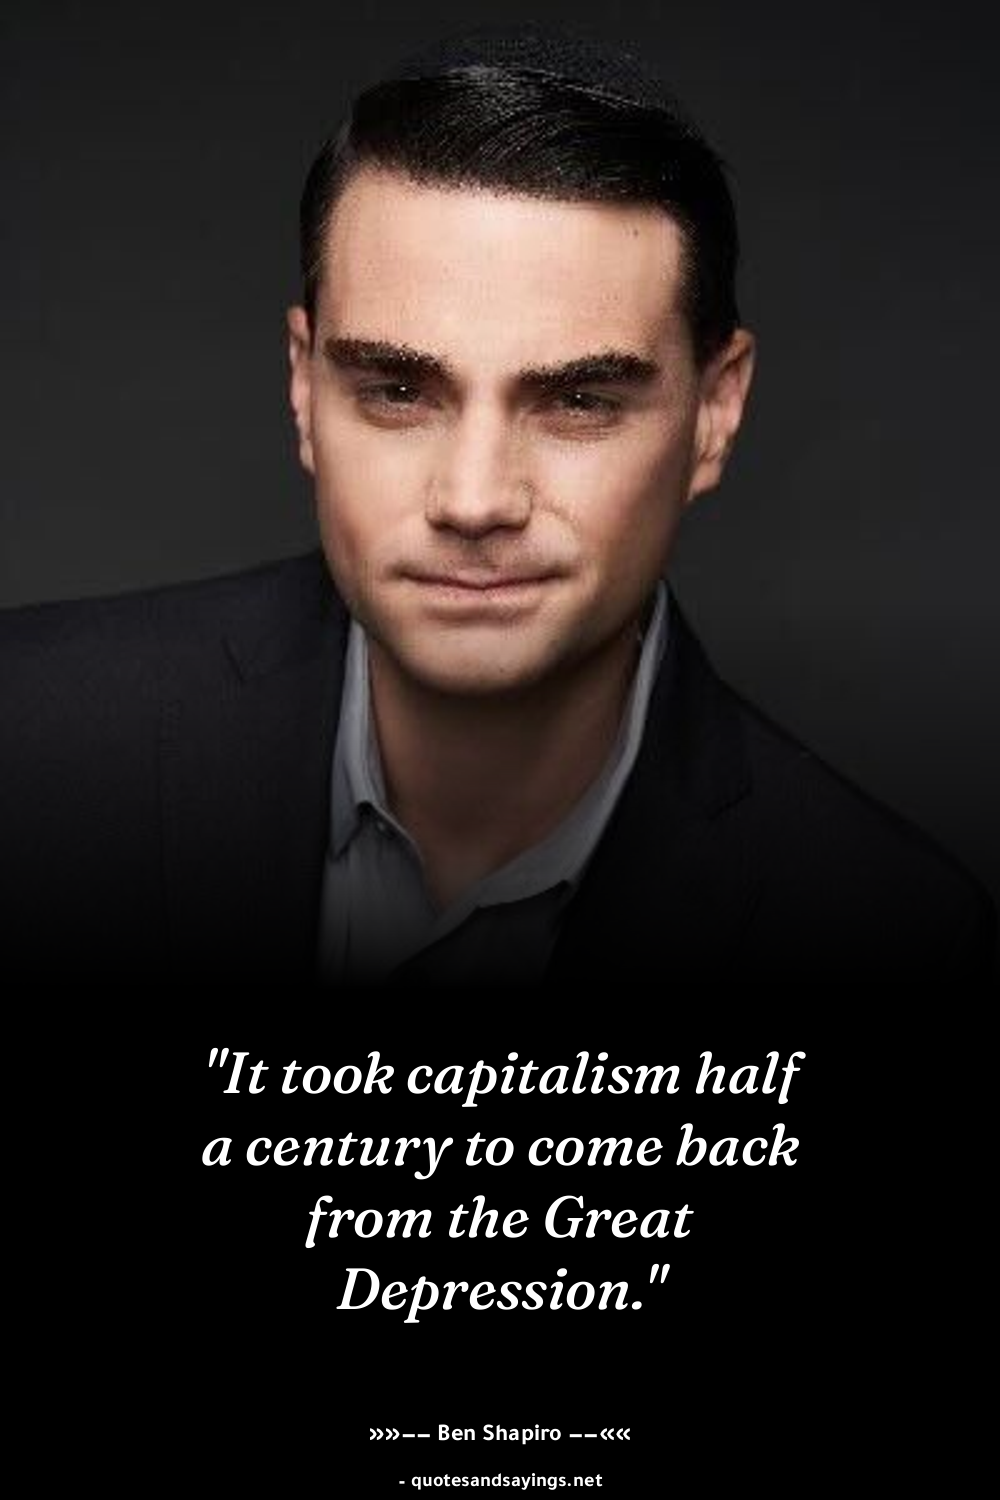 "It took capitalism half
a century to come back
from the Great
Depression."
»»–– Ben Shapiro ––««
- quotesandsayings.net